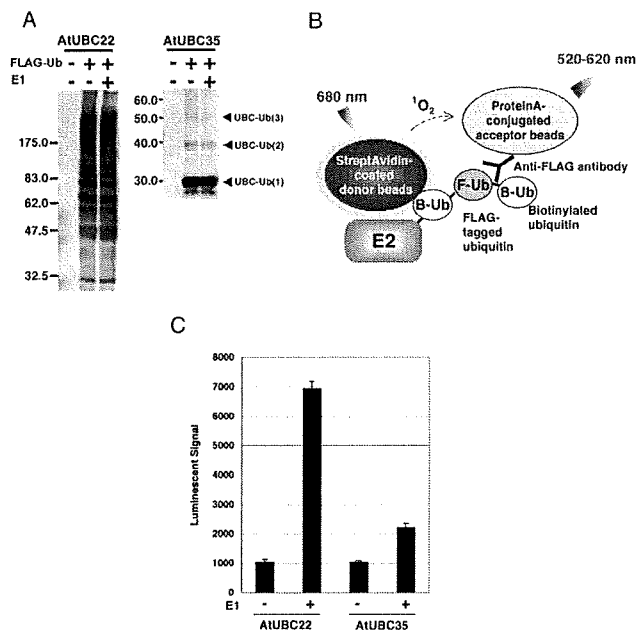 A
AtUBC22 AtUBC35
FLAG-Ub - + + - + +
E1 - - + - - +
175.0
83.0
62.0
47.5
32.5
60.0
50.0
40.0
30.0
UBC-Ub(3)
UBC-Ub(2)
UBC-Ub(1)
B
680 nm
520-620 nm
¹O₂
StreptAvidin-
coated
donor beads
ProteinA-
conjugated
acceptor beads
Anti-FLAG antibody
B-Ub
F-Ub
B-Ub
FLAG-
tagged
ubiquitin
Biotinylated
ubiquitin
E2
C
Luminescent Signal
8000
7000
6000
5000
4000
3000
2000
1000
0
E1 - + - +
AtUBC22 AtUBC35